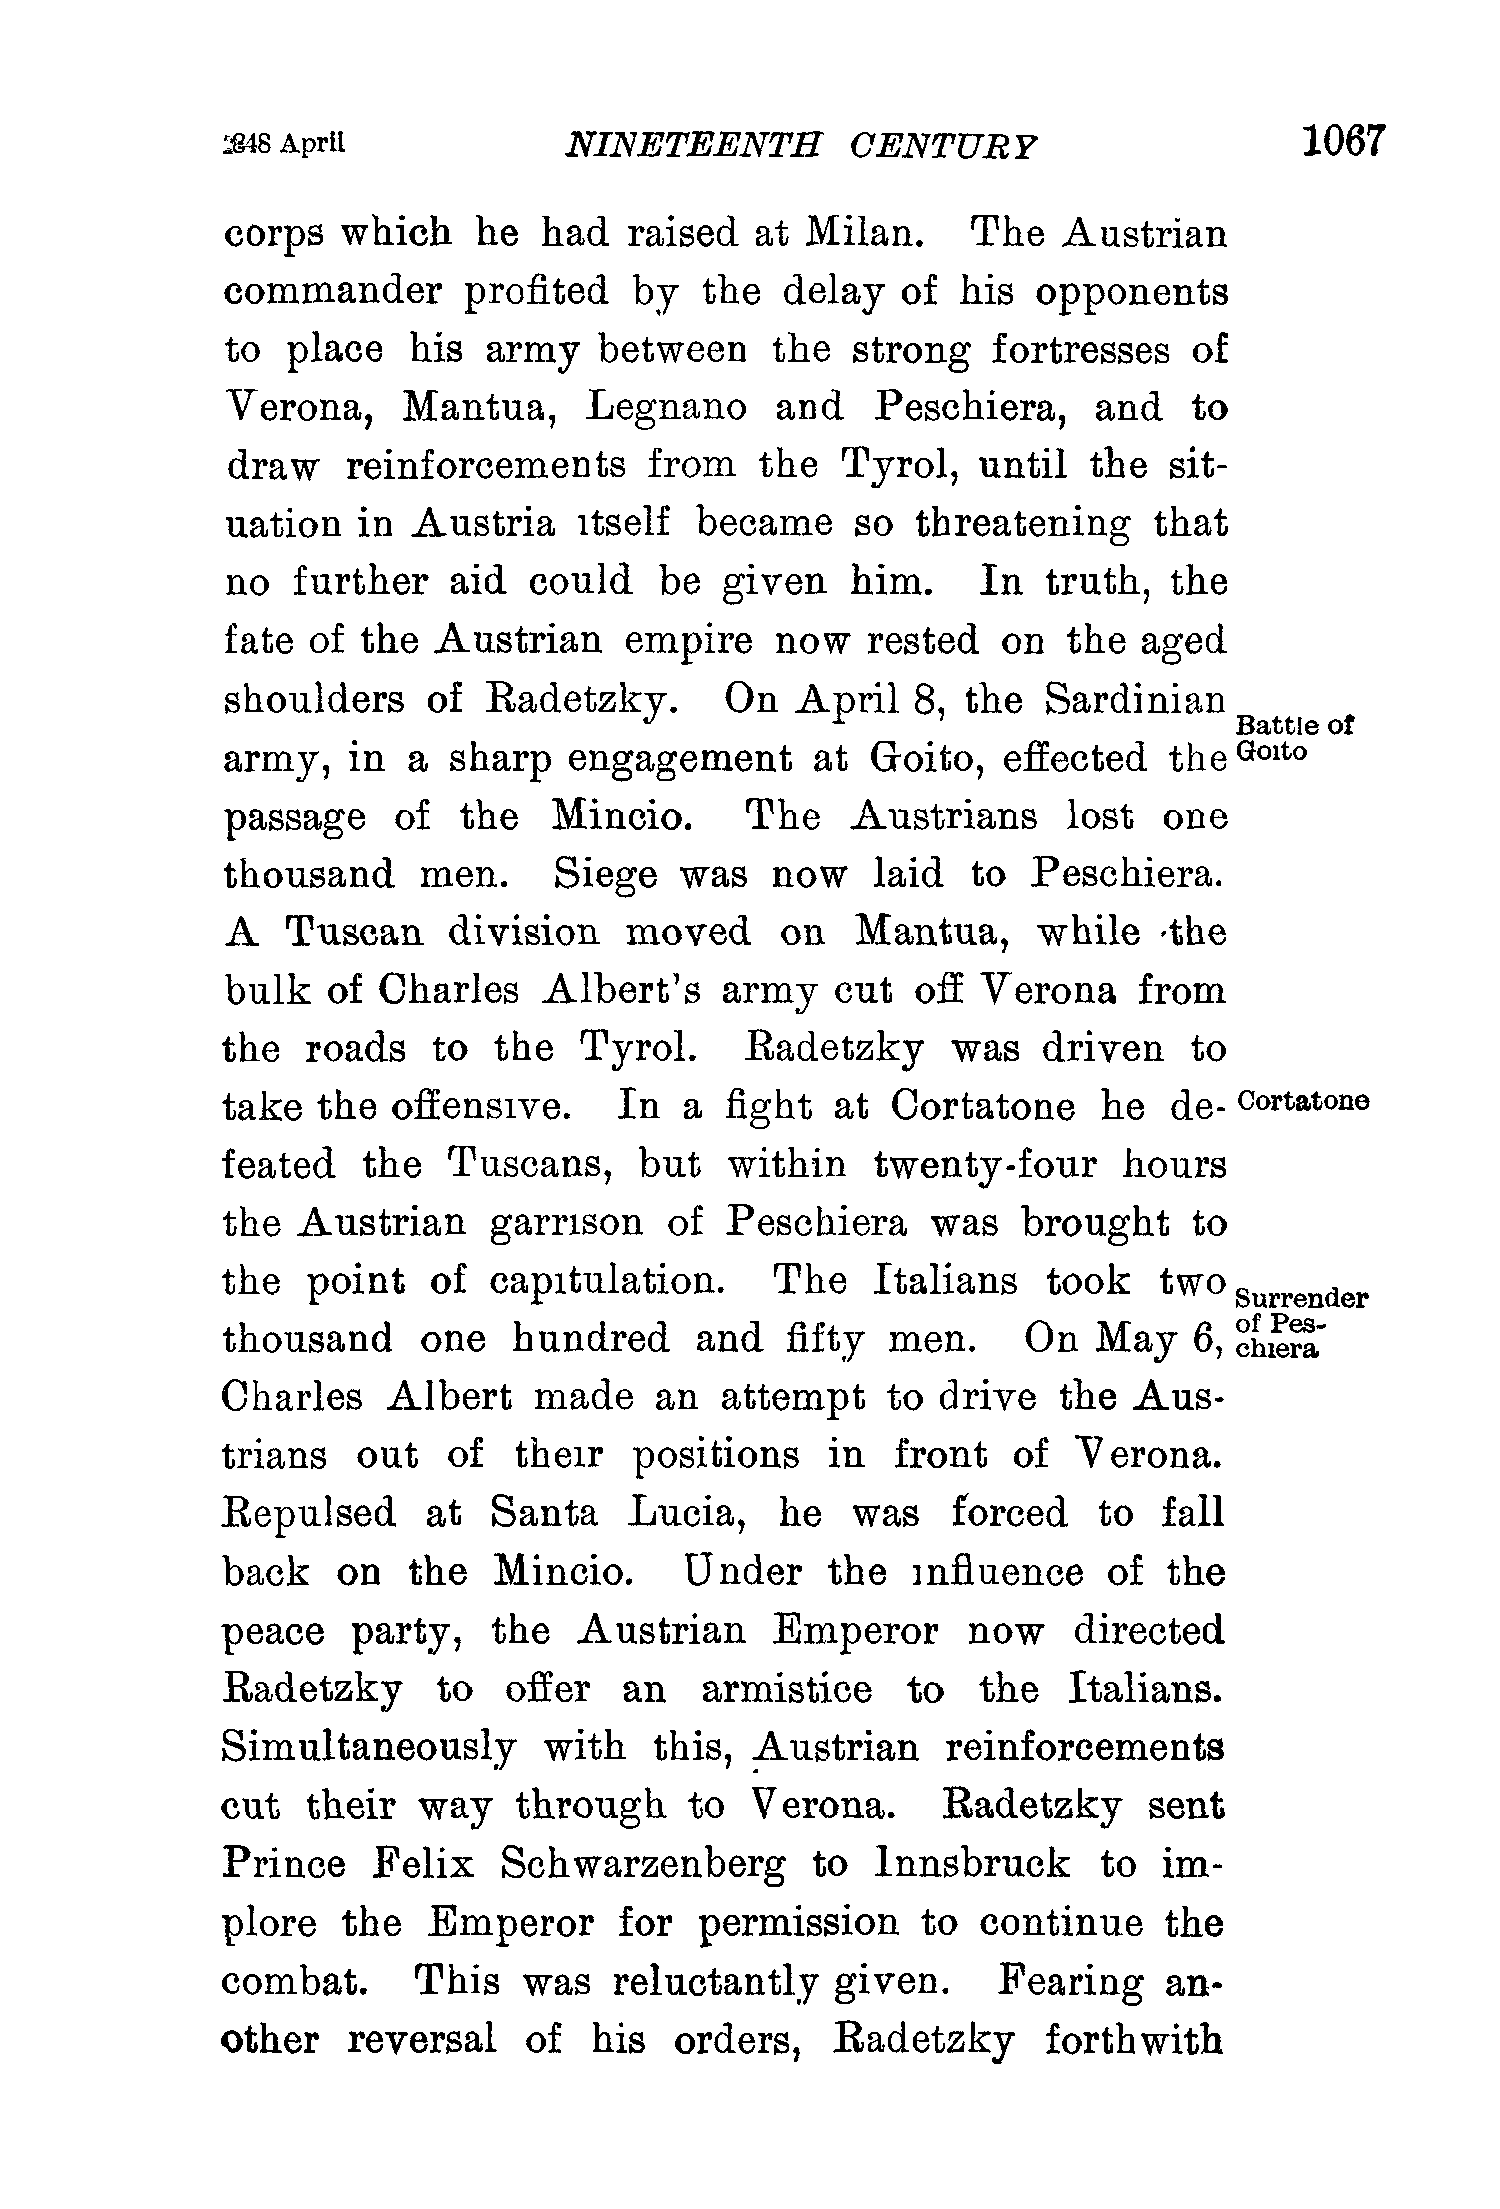 1848 April NINETEENTH CENTURY 1067
corps which he had raised at Milan. The Austrian
commander profited by the delay of his opponents
to place his army between the strong fortresses of
Verona, Mantua, Legnano and Peschiera, and to
draw reinforcements from the Tyrol, until the sit-
uation in Austria itself became so threatening that
no further aid could be given him. In truth, the
fate of the Austrian empire now rested on the aged
shoulders of Radetzky. On April 8, the Sardinian
Battle of
army, in a sharp engagement at Goito, effected the
Goito
passage of the Mincio. The Austrians lost one
thousand men. Siege was now laid to Peschiera.
A Tuscan division moved on Mantua, while the
bulk of Charles Albert's army cut off Verona from
the roads to the Tyrol. Radetzky was driven to
take the offensive. In a fight at Cortatone he de-
Cortatone
feated the Tuscans, but within twenty-four hours
the Austrian garrison of Peschiera was brought to
the point of capitulation. The Italians took two
Surrender
of Pes-
thousand one hundred and fifty men. On May 6,
chiera
Charles Albert made an attempt to drive the Aus-
trians out of their positions in front of Verona.
Repulsed at Santa Lucia, he was forced to fall
back on the Mincio. Under the influence of the
peace party, the Austrian Emperor now directed
Radetzky to offer an armistice to the Italians.
Simultaneously with this, Austrian reinforcements
cut their way through to Verona. Radetzky sent
Prince Felix Schwarzenberg to Innsbruck to im-
plore the Emperor for permission to continue the
combat. This was reluctantly given. Fearing an-
other reversal of his orders, Radetzky forthwith